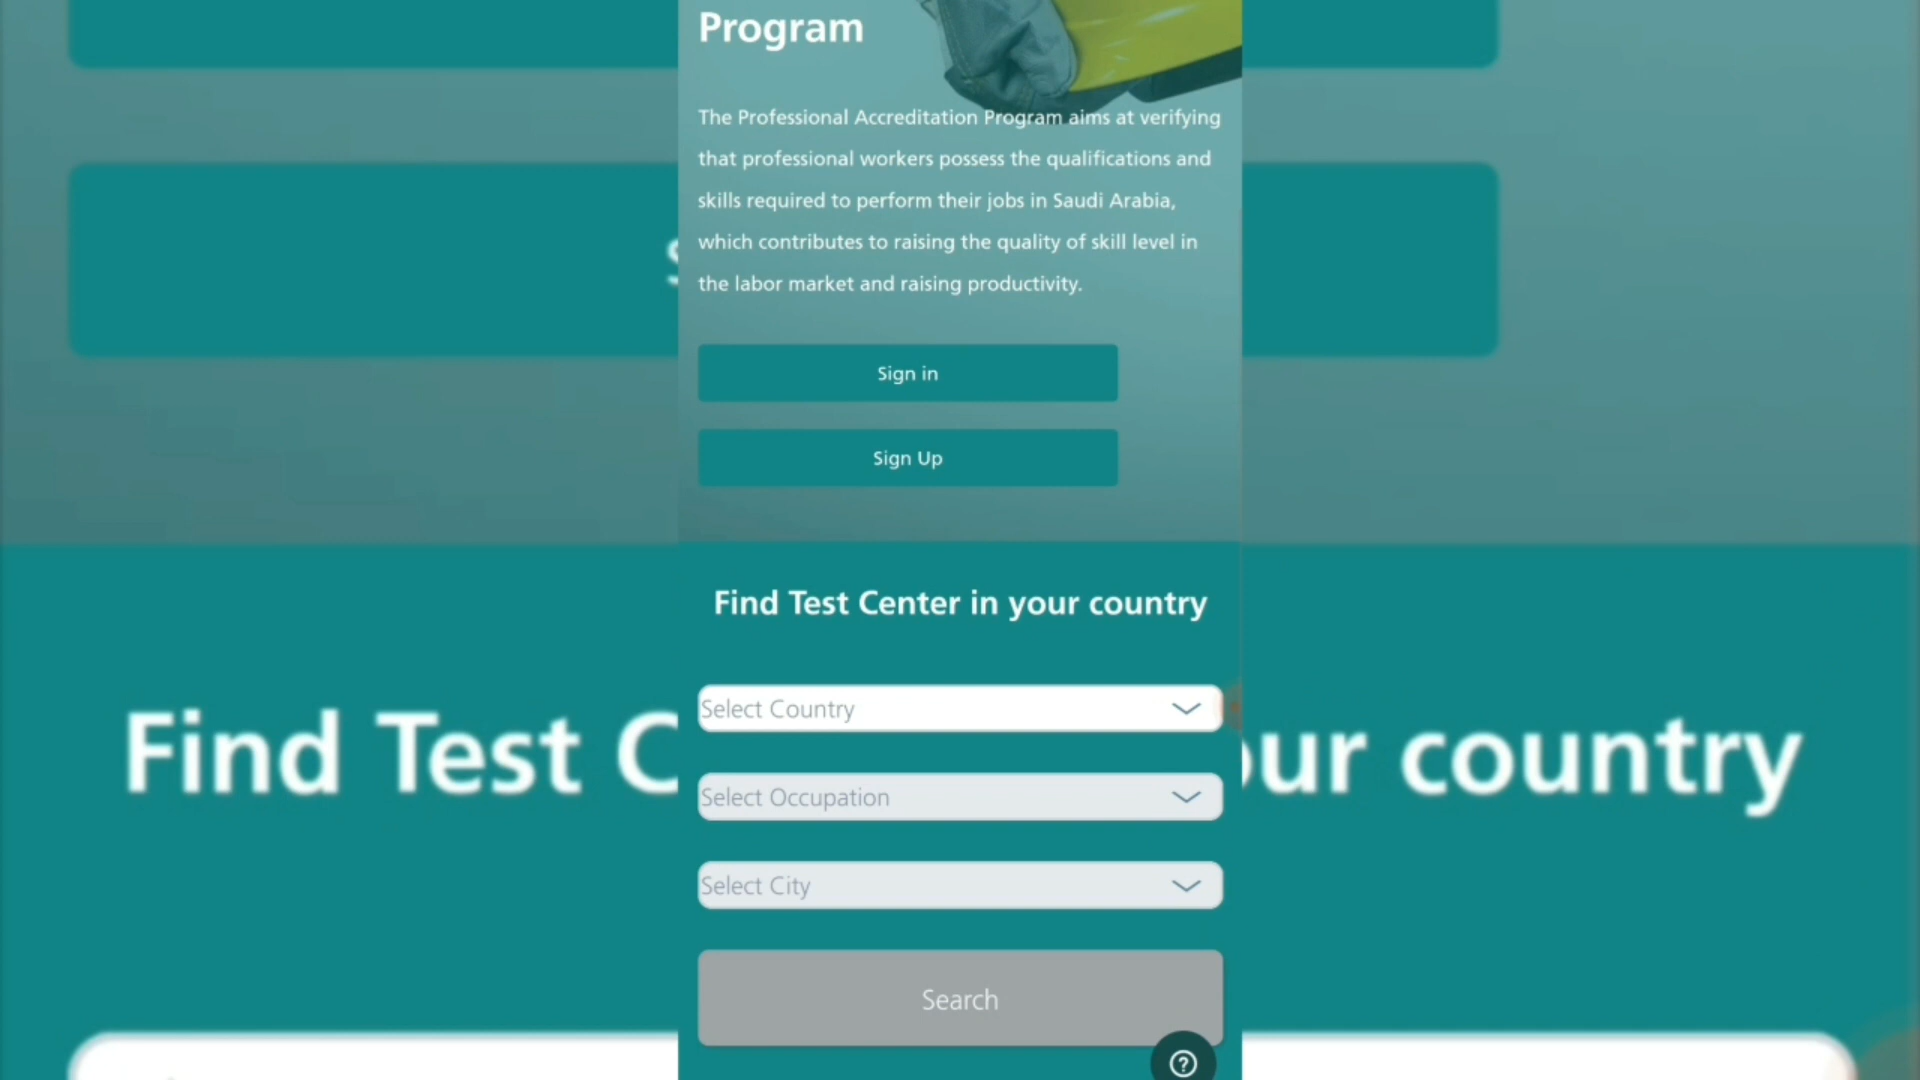 Program
The Professional Accreditation Program aims at verifying
that professional workers possess the qualifications and
skills required to perform their jobs in Saudi Arabia,
which contributes to raising the quality of skill level in
the labor market and raising productivity.
Sign in
Sign Up
Find Test Center in your country
Select Country
Select Occupation
Select City
Search
Find Test C
our country